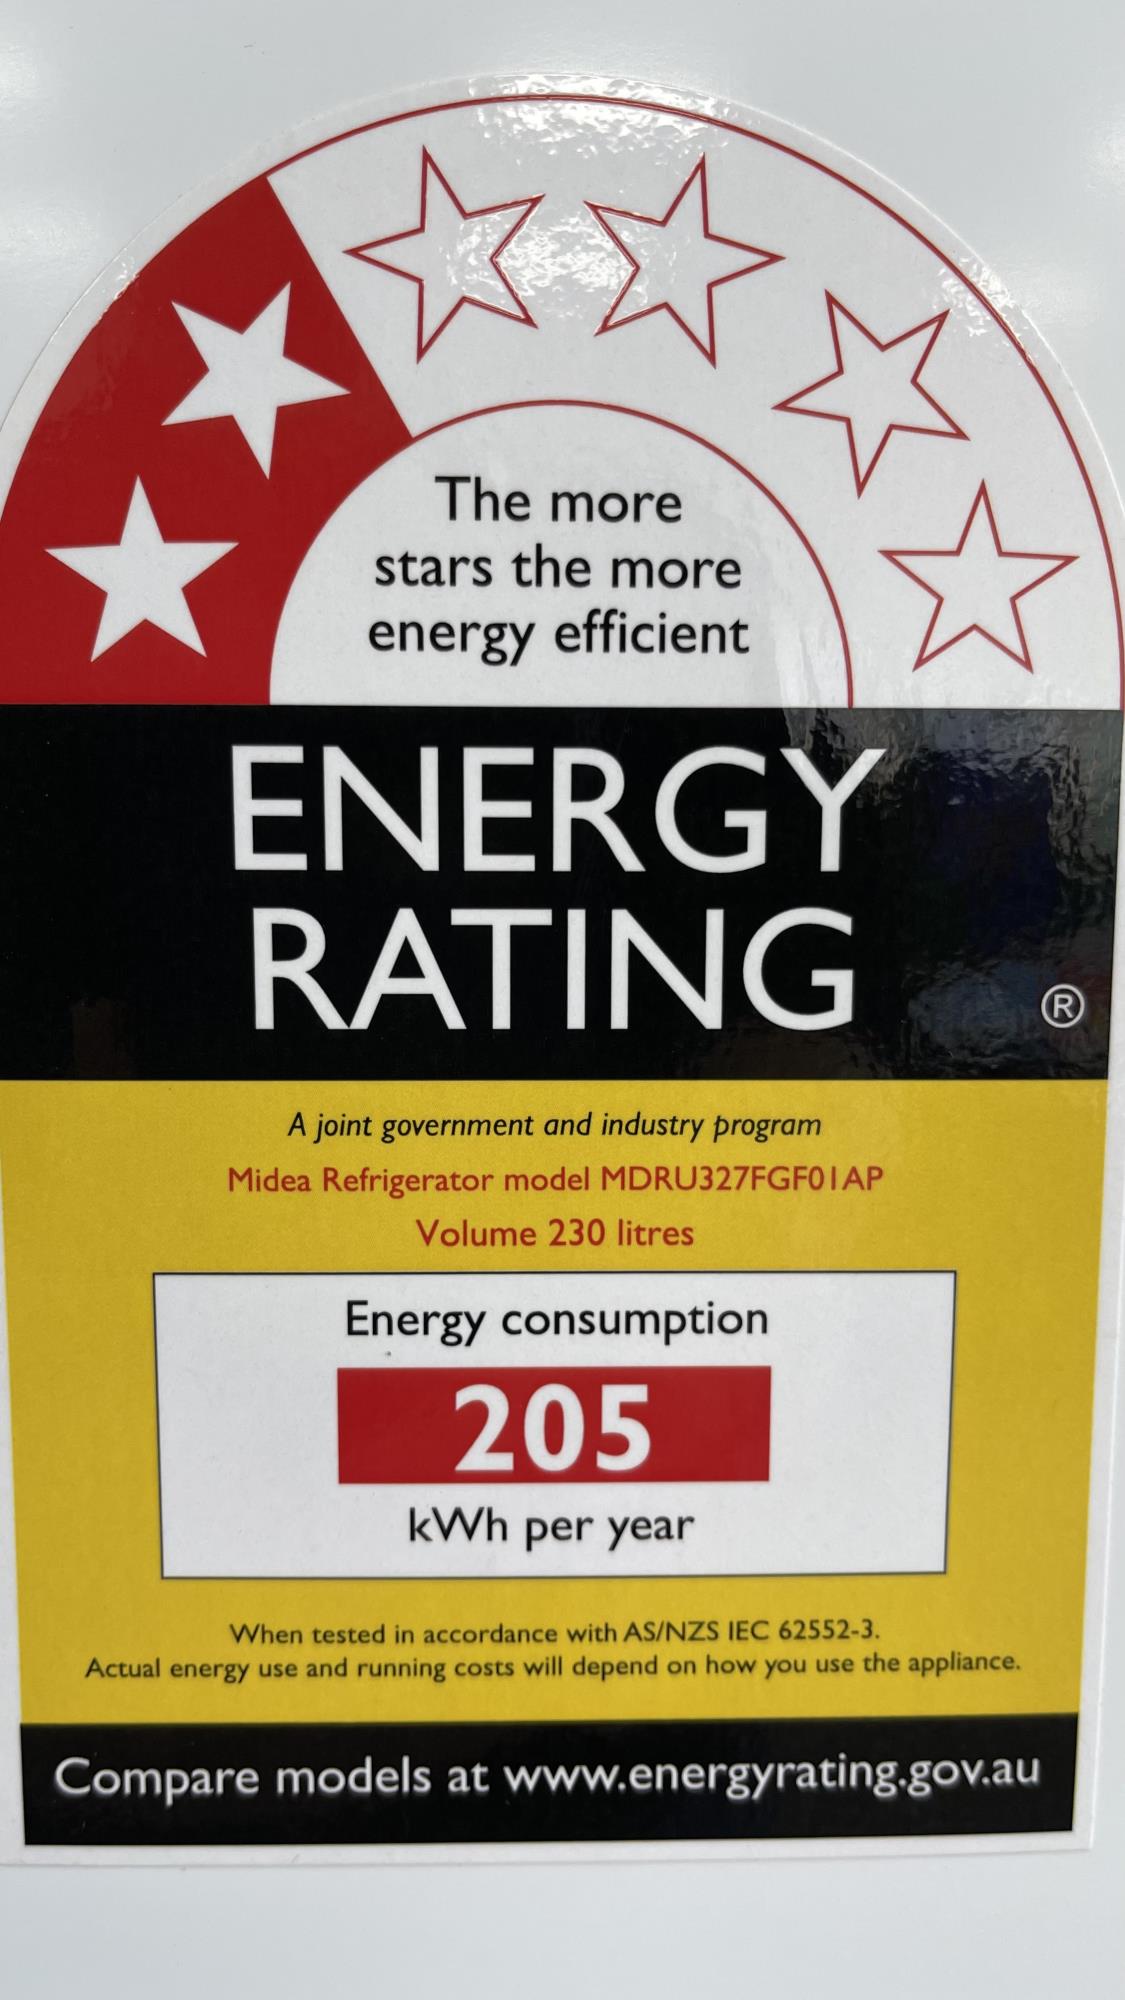 The more
stars the more
energy efficient
ENERGY
RATING
®
A joint government and industry program
Midea Refrigerator model MDRU327FGF01AP
Volume 230 litres
Energy consumption
205
kWh per year
When tested in accordance with AS/NZS IEC 62552-3.
Actual energy use and running costs will depend on how you use the appliance.
Compare models at www.energyrating.gov.au